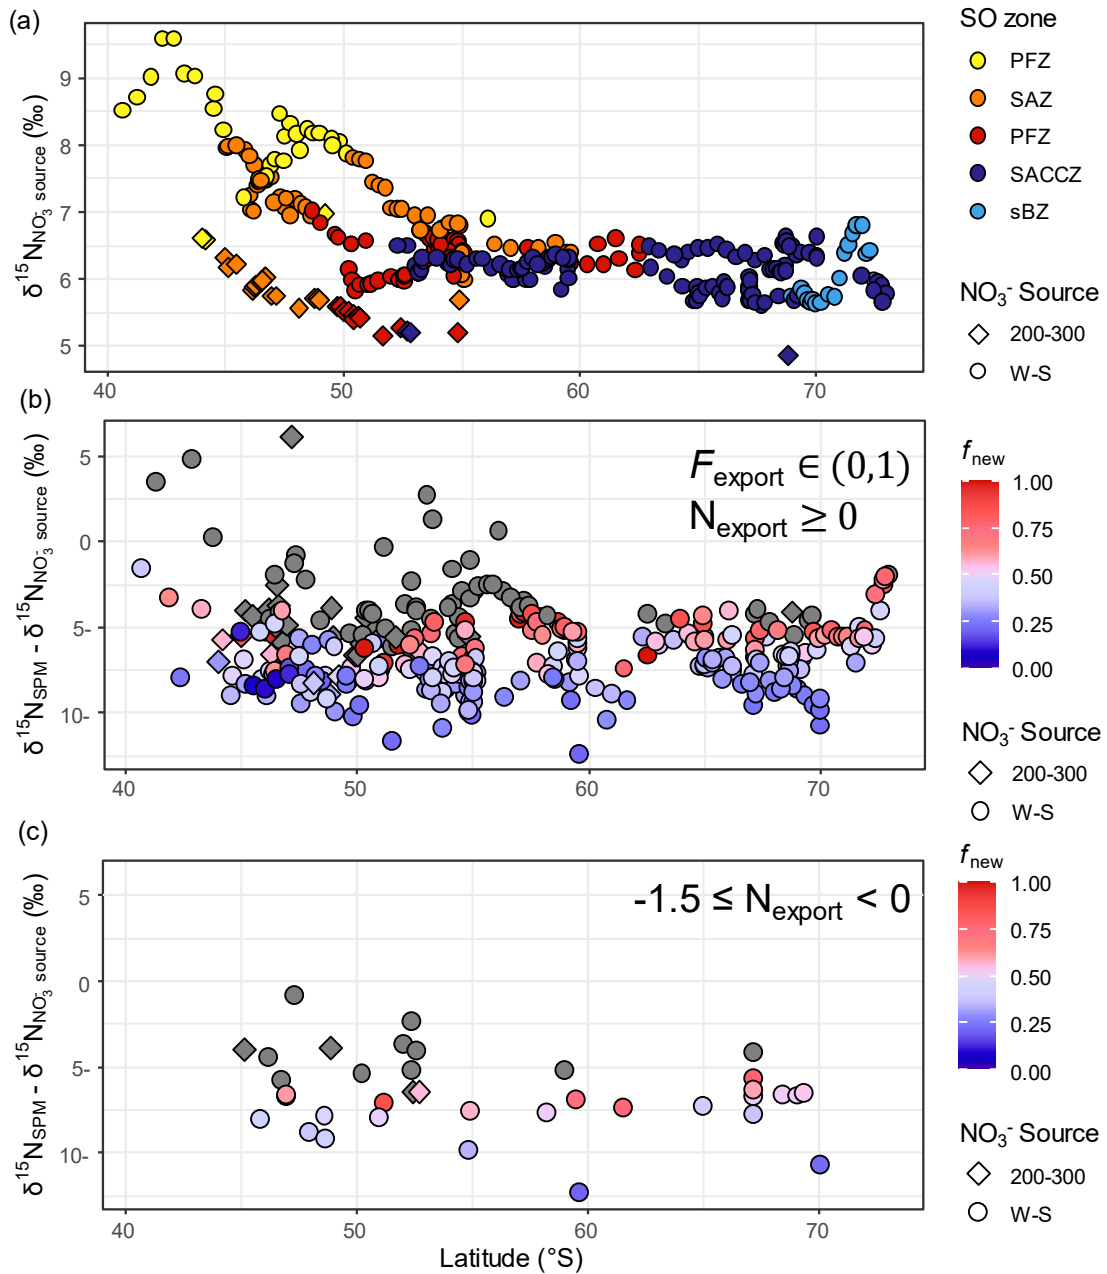 (a)
δ15NNO3- source (‰)
9
8
7
6
5
40
50
60
70
SO zone
PFZ
SAZ
PFZ
SACCZ
sBZ
NO3- Source
200-300
W-S
(b)
δ15NSPM - δ15NNO3- source (‰)
5
0
5-
10-
Fexport ∈ (0,1)
Nexport ≥ 0
40
50
60
70
fnew
1.00
0.75
0.50
0.25
0.00
NO3- Source
200-300
W-S
(c)
δ15NSPM - δ15NNO3- source (‰)
5
0
5-
10-
-1.5 ≤ Nexport < 0
40
50
60
70
Latitude (°S)
fnew
1.00
0.75
0.50
0.25
0.00
NO3- Source
200-300
W-S